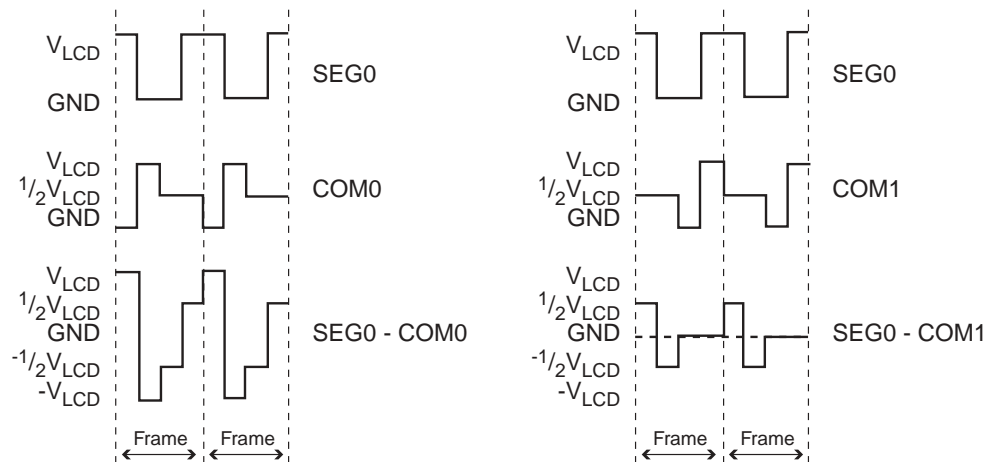 V_LCD
GND
SEG0
V_LCD
1/2V_LCD
GND
COM0
V_LCD
1/2V_LCD
GND
-1/2V_LCD
-V_LCD
SEG0 - COM0
Frame Frame
V_LCD
GND
SEG0
V_LCD
1/2V_LCD
GND
COM1
V_LCD
1/2V_LCD
GND
-1/2V_LCD
-V_LCD
SEG0 - COM1
Frame Frame